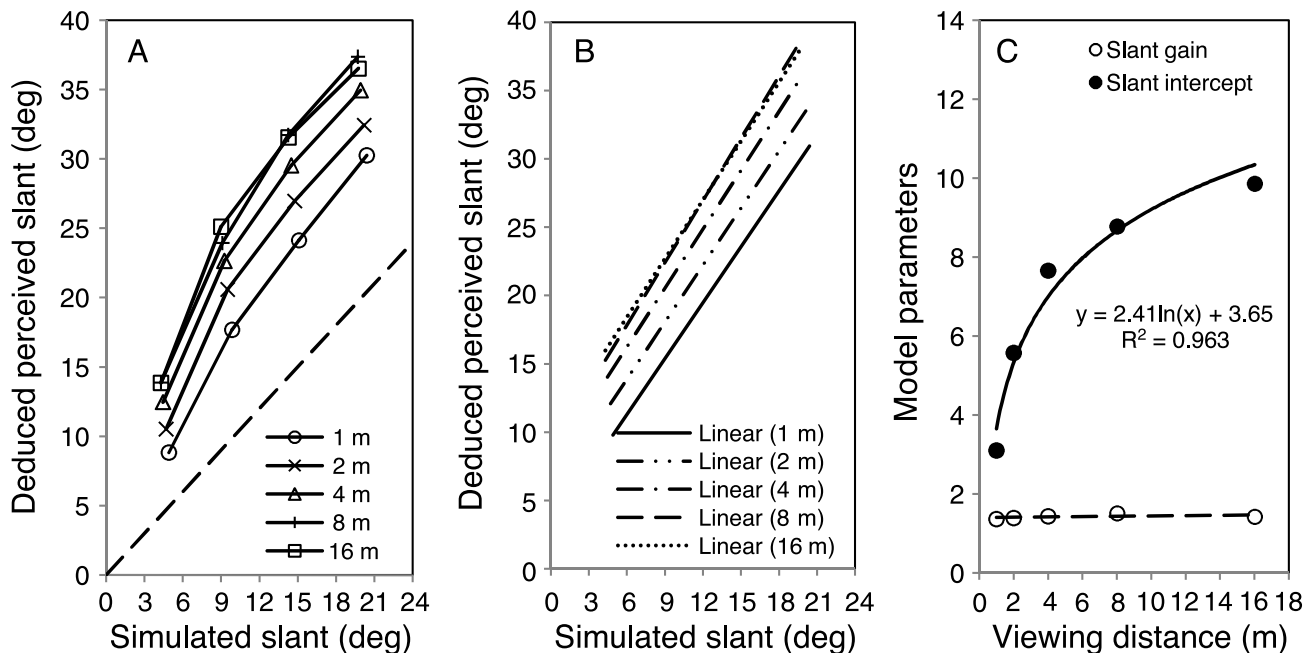 A
Deduced perceived slant (deg)
40
35
30
25
20
15
10
5
0
1 m
2 m
4 m
8 m
16 m
0 3 6 9 12 15 18 21 24
Simulated slant (deg)
B
Deduced perceived slant (deg)
40
35
30
25
20
15
10
5
0
Linear (1 m)
Linear (2 m)
Linear (4 m)
Linear (8 m)
Linear (16 m)
0 3 6 9 12 15 18 21 24
Simulated slant (deg)
C
Slant gain
Slant intercept
Model parameters
14
12
10
8
6
4
2
0
y = 2.41ln(x) + 3.65
R² = 0.963
0 2 4 6 8 10 12 14 16 18
Viewing distance (m)